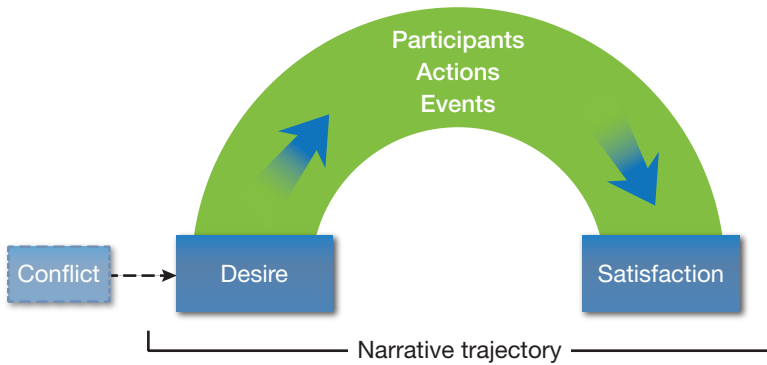 Participants
Actions
Events
Conflict
Desire
Satisfaction
Narrative trajectory